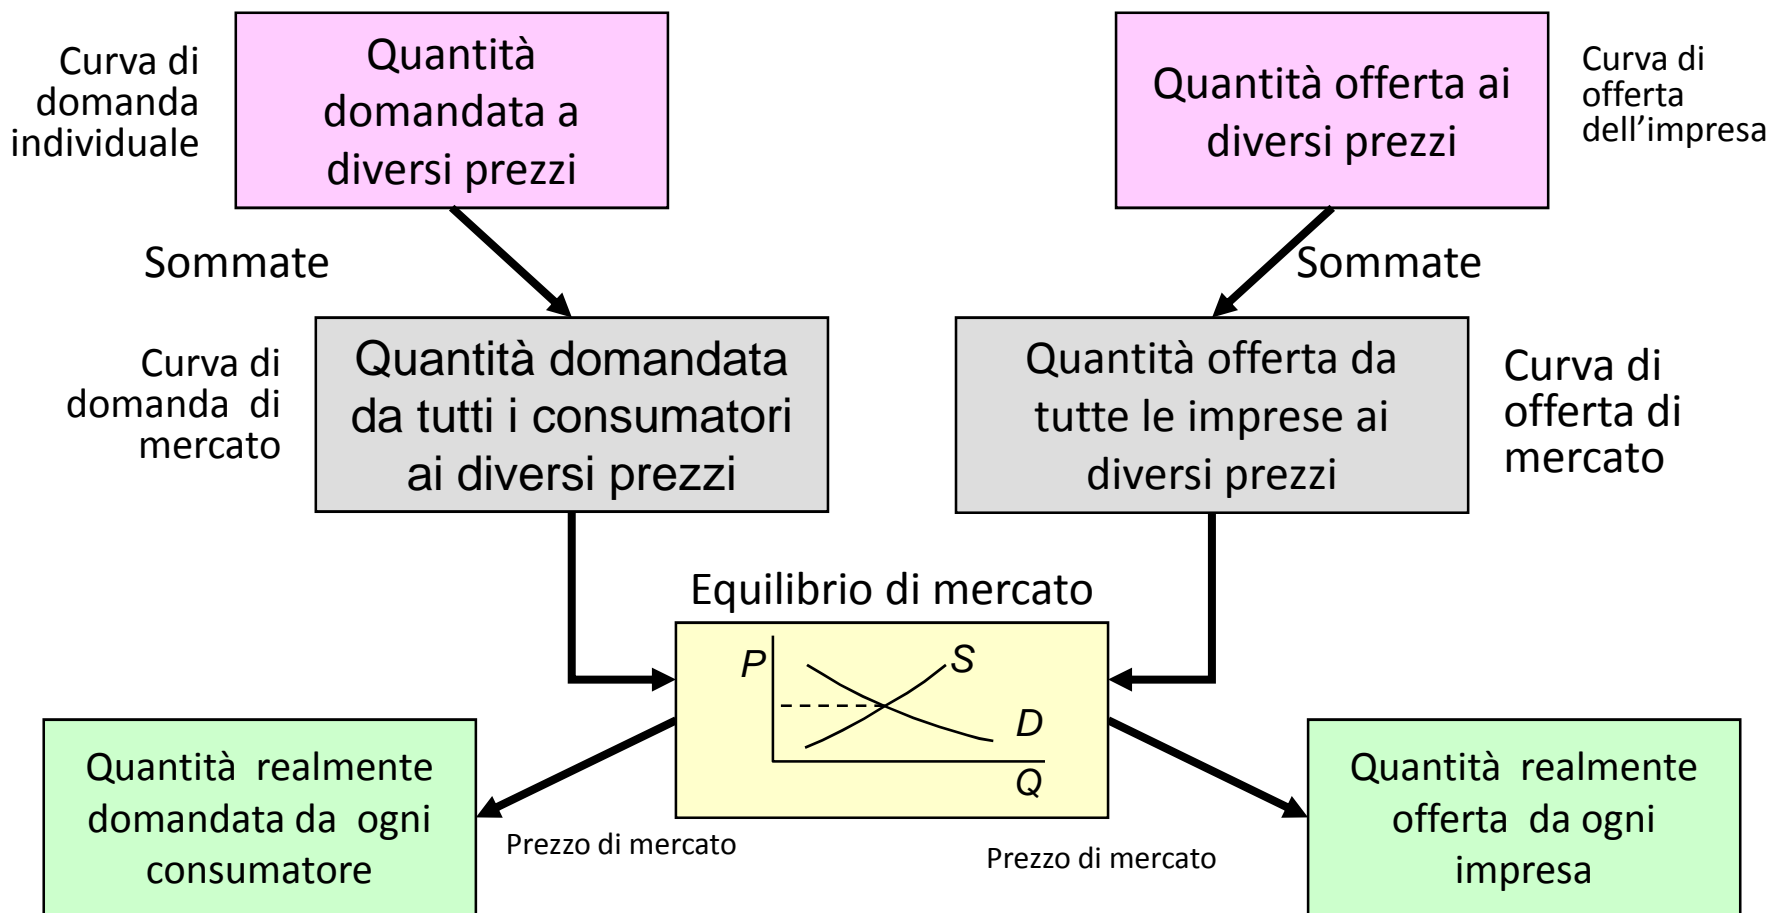 Curva di
domanda
individuale
Quantità
domandata a
diversi prezzi
Quantità offerta ai
diversi prezzi
Curva di
offerta
dell’impresa
Sommate
Sommate
Curva di
domanda di
mercato
Quantità domandata
da tutti i consumatori
ai diversi prezzi
Quantità offerta da
tutte le imprese ai
diversi prezzi
Curva di
offerta di
mercato
Equilibrio di mercato
P
S
D
Q
Quantità realmente
domandata da ogni
consumatore
Prezzo di mercato
Prezzo di mercato
Quantità realmente
offerta da ogni
impresa